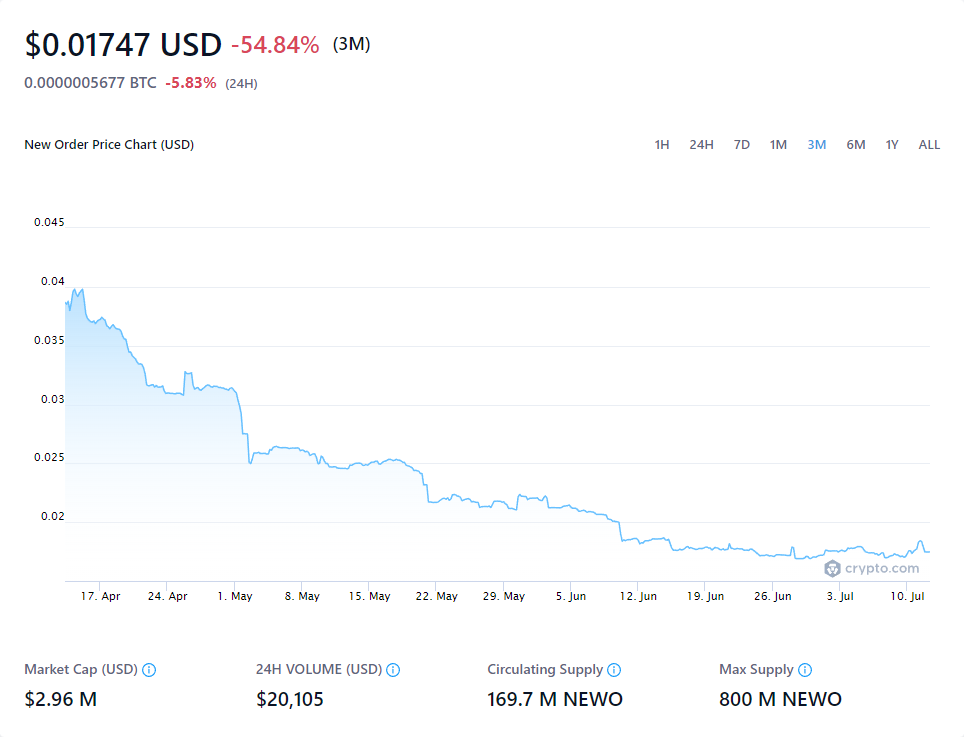 $0.01747 USD -54.84% (3M)
0.0000005677 BTC -5.83% (24H)
New Order Price Chart (USD) 1H 24H 7D 1M 3M 6M 1Y ALL
0.045
0.04
0.035
0.03
0.025
0.02
crypto.com
17. Apr 24. Apr 1. May 8. May 15. May 22. May 29. May 5. Jun 12. Jun 19. Jun 26. Jun 3. Jul 10. Jul
Market Cap (USD) 24H VOLUME (USD) Circulating Supply Max Supply
$2.96 M $20,105 169.7 M NEWO 800 M NEWO